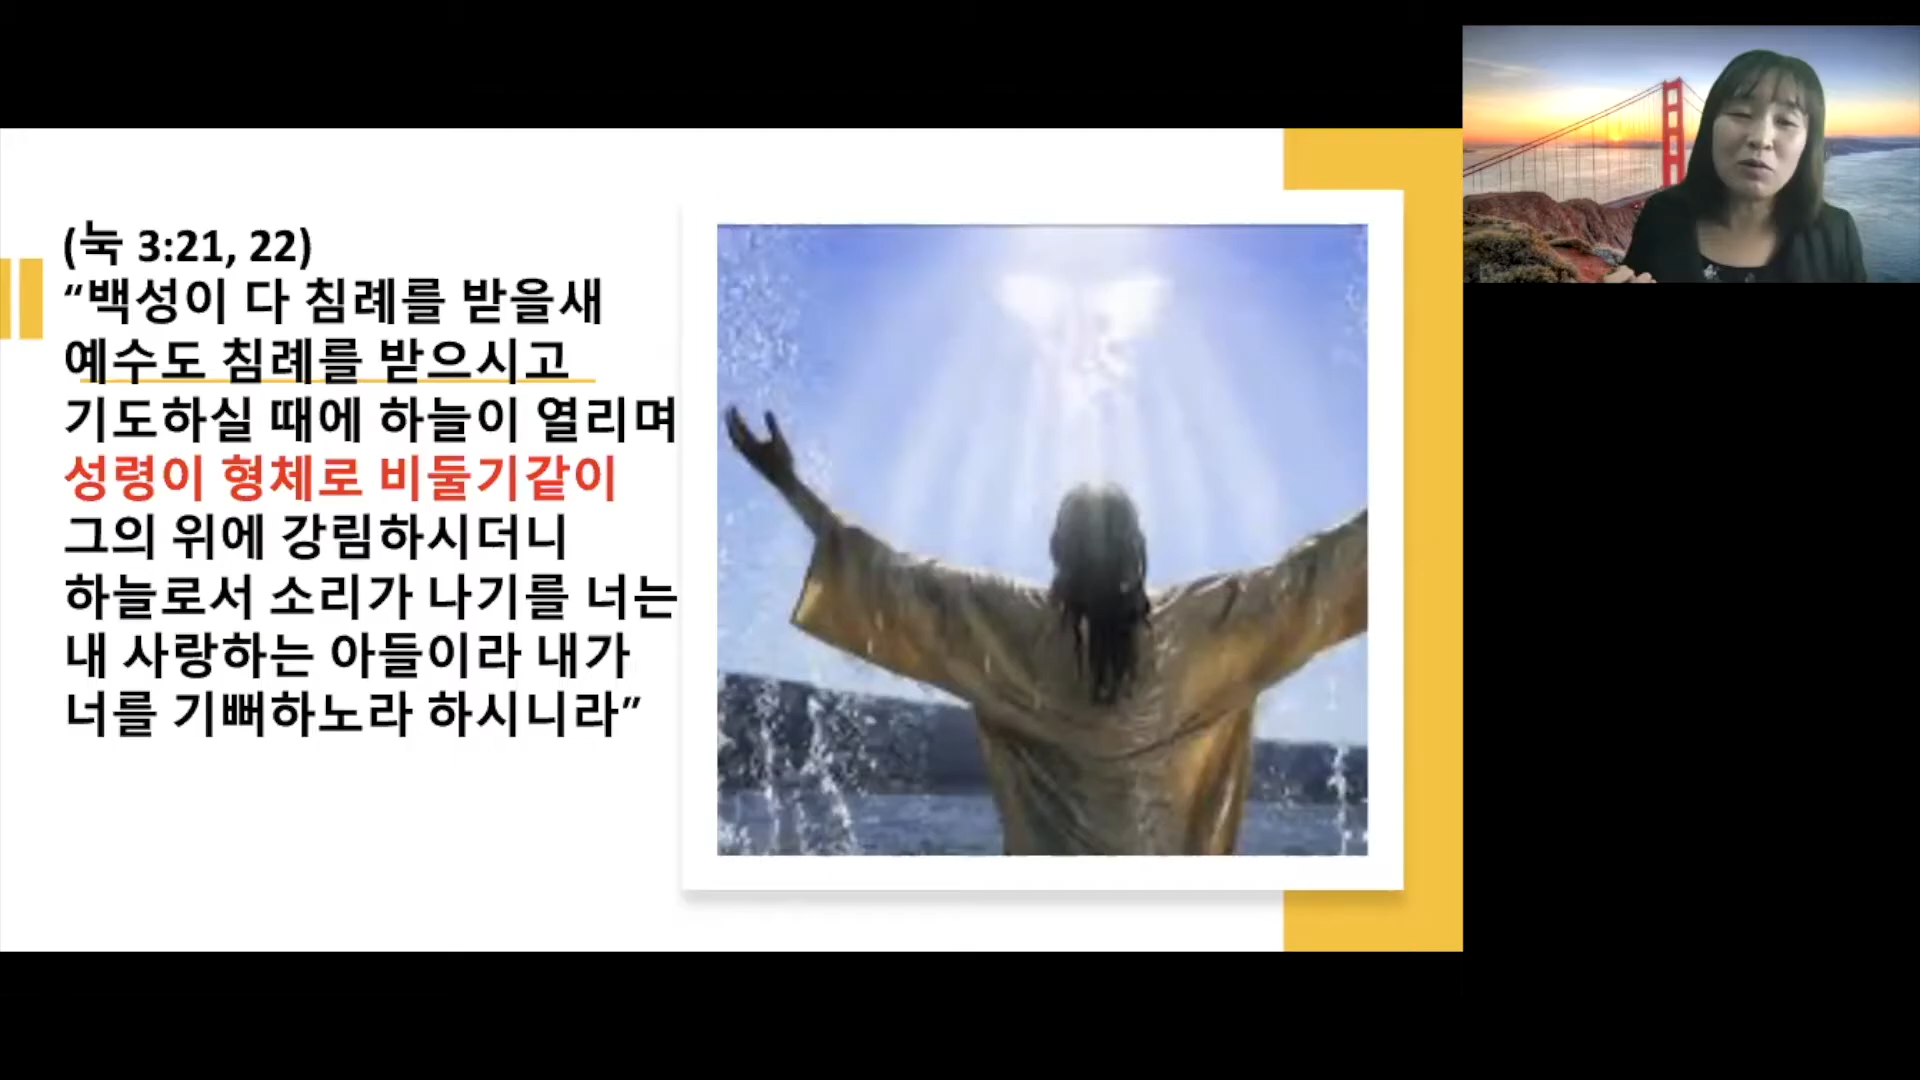 (눅 3:21, 22)
“백성이 다 침례를 받을새
예수도 침례를 받으시고
기도하실 때에 하늘이 열리며
성령이 형체로 비둘기같이
그의 위에 강림하시더니
하늘로서 소리가 나기를 너는
내 사랑하는 아들이라 내가
너를 기뻐하노라 하시니라”